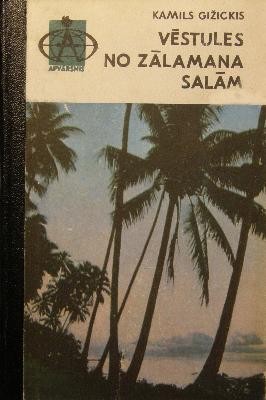 KAMILS GIŽICKIS
VĒSTULES
NO ZĀLAMANA
SALĀM
APVĀRSNIS